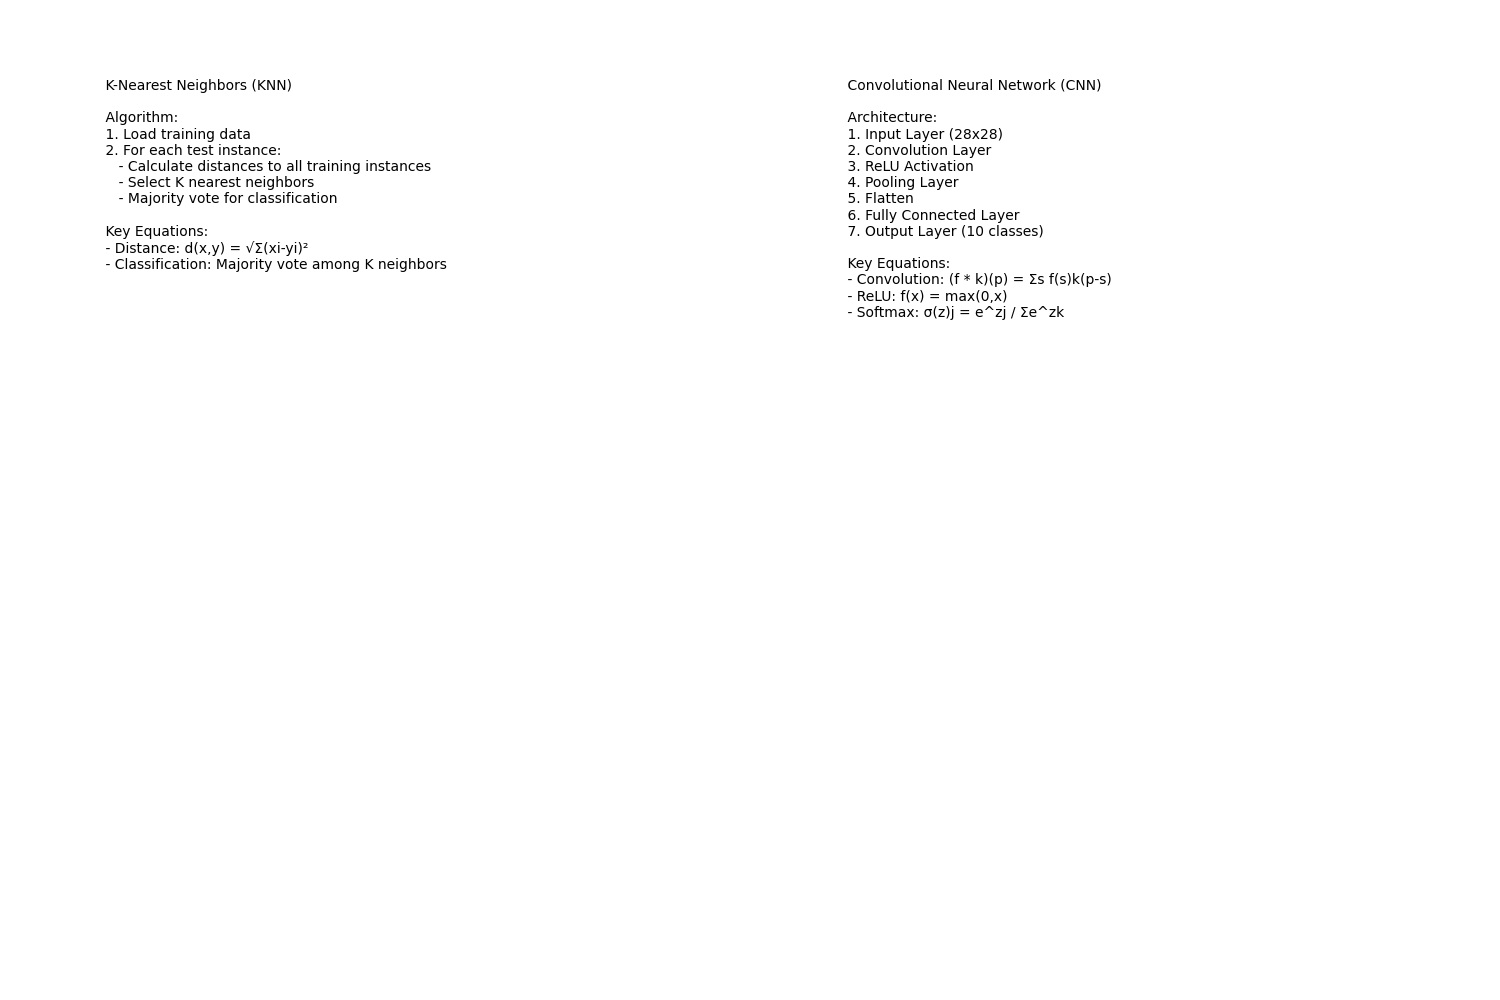 K-Nearest Neighbors (KNN)
Algorithm:
1. Load training data
2. For each test instance:
- Calculate distances to all training instances
- Select K nearest neighbors
- Majority vote for classification
Key Equations:
- Distance: d(x,y) = √Σ(xi-yi)²
- Classification: Majority vote among K neighbors
Convolutional Neural Network (CNN)
Architecture:
1. Input Layer (28x28)
2. Convolution Layer
3. ReLU Activation
4. Pooling Layer
5. Flatten
6. Fully Connected Layer
7. Output Layer (10 classes)
Key Equations:
- Convolution: (f * k)(p) = Σs f(s)k(p-s)
- ReLU: f(x) = max(0,x)
- Softmax: σ(z)j = e^zj / Σe^zk